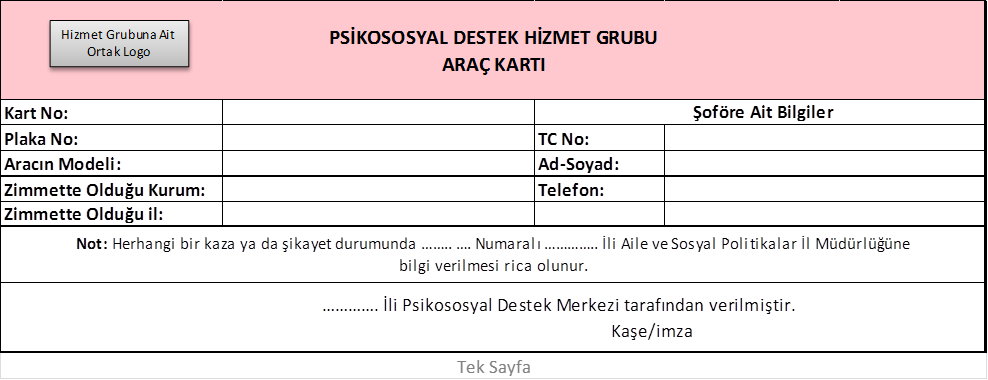 Hizmet Grubuna Ait
Ortak Logo
PSİKOSOSYAL DESTEK HİZMET GRUBU
ARAÇ KARTI
Kart No:
Şoföre Ait Bilgiler
Plaka No:
TC No:
Aracın Modeli:
Ad-Soyad:
Zimmette Olduğu Kurum:
Telefon:
Zimmette Olduğu il:
Not: Herhangi bir kaza ya da şikayet durumunda …….. …. Numaralı ………….. İli Aile ve Sosyal Politikalar İl Müdürlüğüne
bilgi verilmesi rica olunur.
…………. İli Psikososyal Destek Merkezi tarafından verilmiştir.
Kaşe/imza
Tek Sayfa